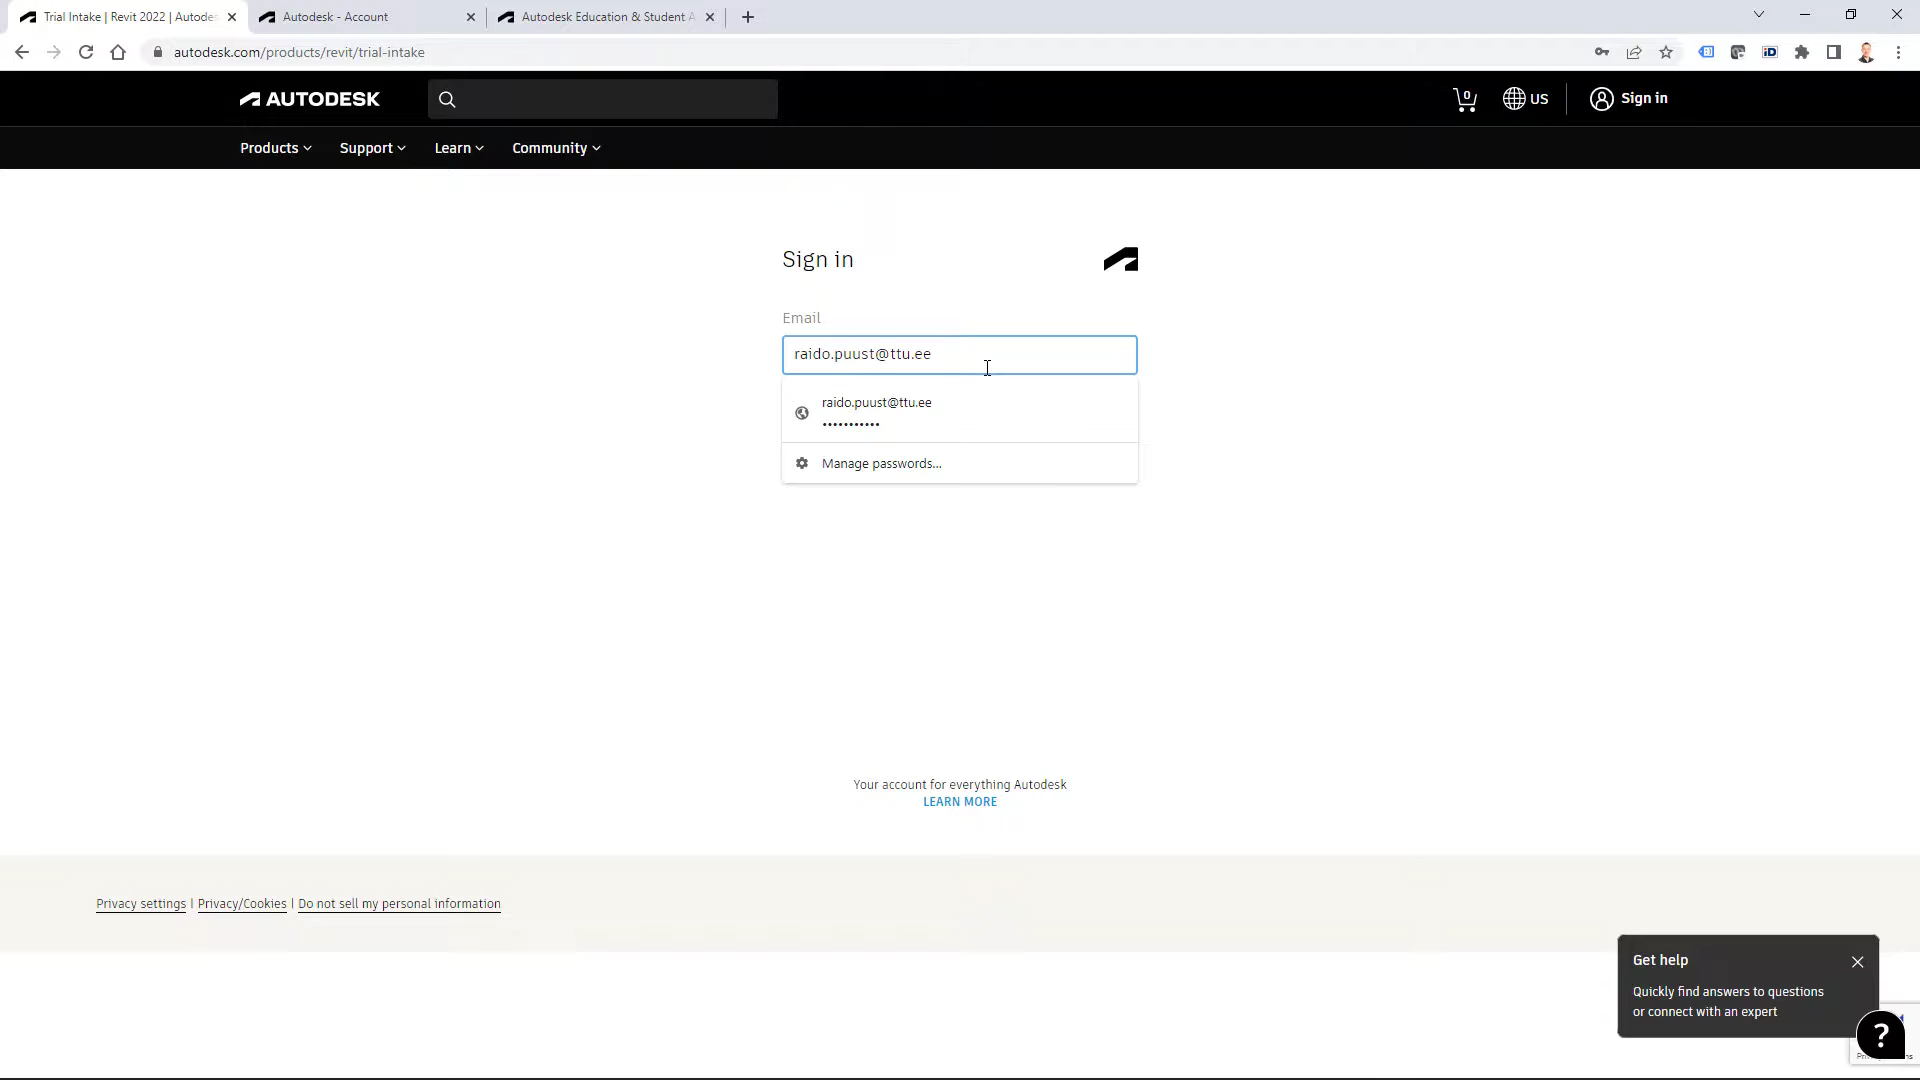 Trial Intake | Revit 2022 | Autodes
Autodesk - Account
Autodesk Education & Student A
autodesk.com/products/revit/trial-intake
AUTODESK
0
US
Sign in
Products
Support
Learn
Community
Sign in
Email
raido.puust@ttu.ee
raido.puust@ttu.ee
•••••••••••
Manage passwords...
Your account for everything Autodesk
LEARN MORE
Privacy settings | Privacy/Cookies | Do not sell my personal information
Get help
Quickly find answers to questions
or connect with an expert
?